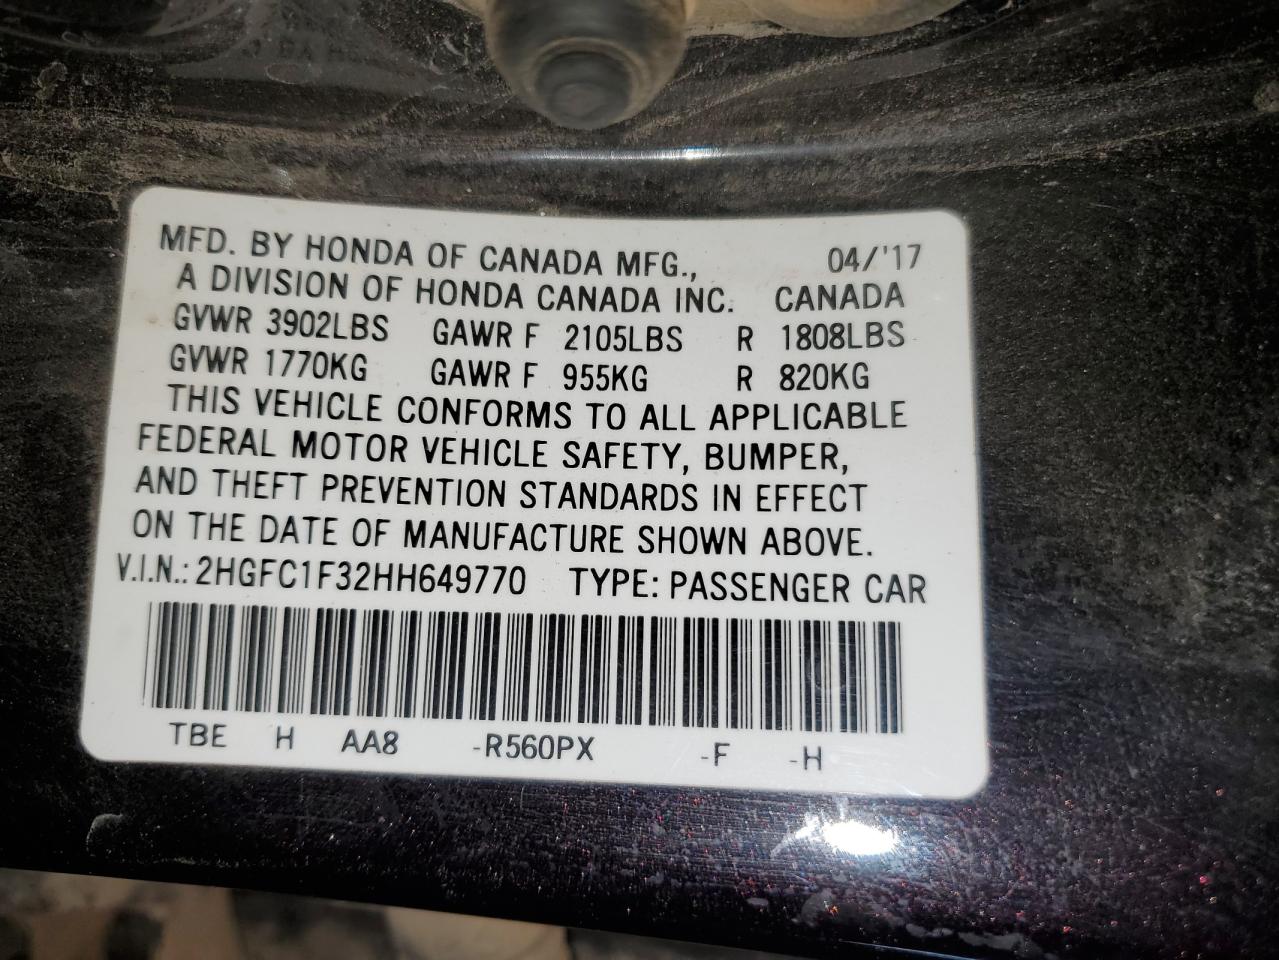 MFD. BY HONDA OF CANADA MFG., 04/'17
A DIVISION OF HONDA CANADA INC. CANADA
GVWR 3902LBS GAWR F 2105LBS R 1808LBS
GVWR 1770KG GAWR F 955KG R 820KG
THIS VEHICLE CONFORMS TO ALL APPLICABLE
FEDERAL MOTOR VEHICLE SAFETY, BUMPER,
AND THEFT PREVENTION STANDARDS IN EFFECT
ON THE DATE OF MANUFACTURE SHOWN ABOVE.
V.I.N.: 2HGFC1F32HH649770 TYPE: PASSENGER CAR
TBE H AA8 -R560PX -F -H